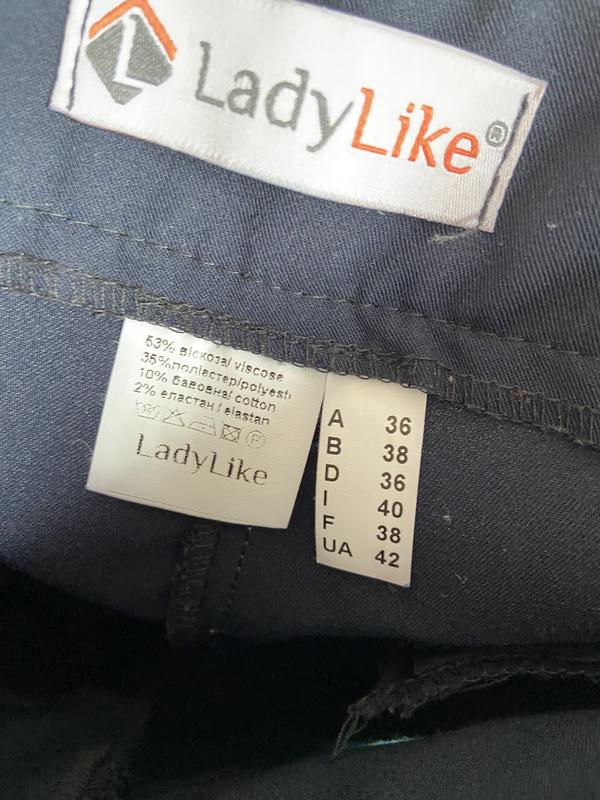 LadyLike®
53% віскоза/ viscose
35%поліестер/polyest
10% бавовна/ cotton
2% еластан / elastan
P
LadyLike
A 36
B 38
D 36
I 40
F 38
UA 42